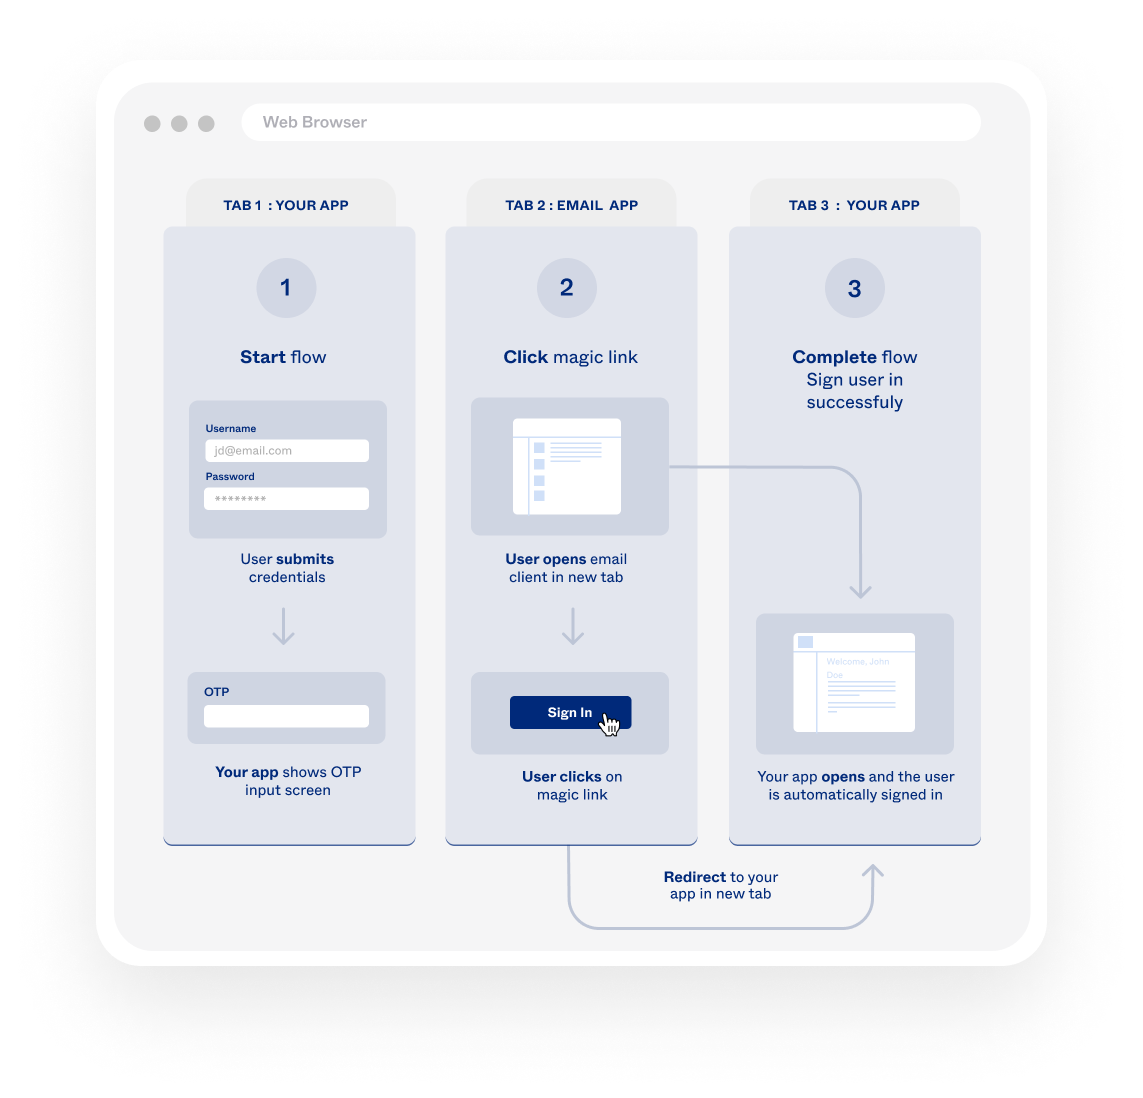 Web Browser
TAB 1 : YOUR APP
1
Start flow
Username
jd@email.com
Password
********
User submits
credentials
OTP
Your app shows OTP
input screen
TAB 2 : EMAIL APP
2
Click magic link
User opens email
client in new tab
Sign In
User clicks on
magic link
TAB 3 : YOUR APP
3
Complete flow
Sign user in
successfuly
Welcome, John
Doe
Your app opens and the user
is automatically signed in
Redirect to your
app in new tab